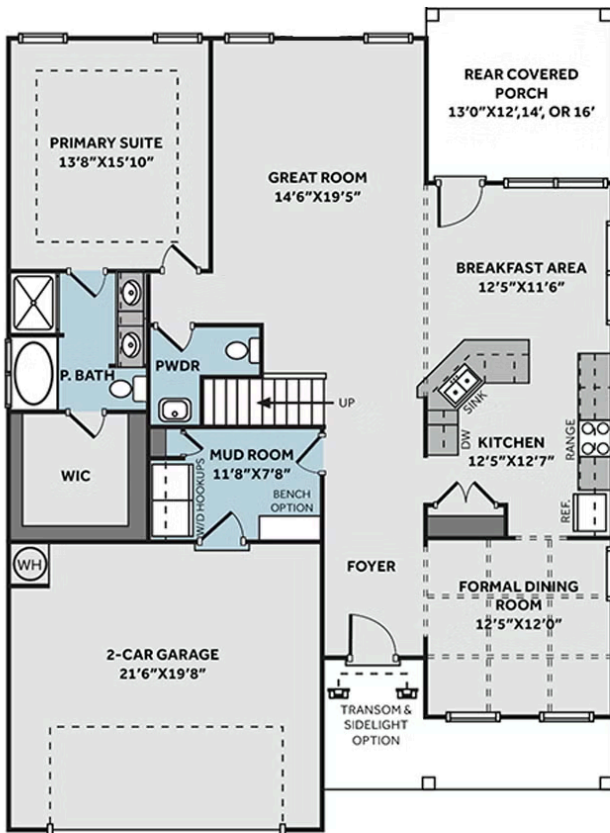 REAR COVERED
PORCH
13'0"X12',14', OR 16'
PRIMARY SUITE
13'8"X15'10"
GREAT ROOM
14'6"X19'5"
BREAKFAST AREA
12'5"X11'6"
P. BATH
PWDR
UP
SINK
DW
KITCHEN
12'5"X12'7"
RANGE
REF.
WIC
MUD ROOM
11'8"X7'8"
W/D HOOKUPS
BENCH
OPTION
WH
FOYER
FORMAL DINING
ROOM
12'5"X12'0"
2-CAR GARAGE
21'6"X19'8"
TRANSOM &
SIDELIGHT
OPTION